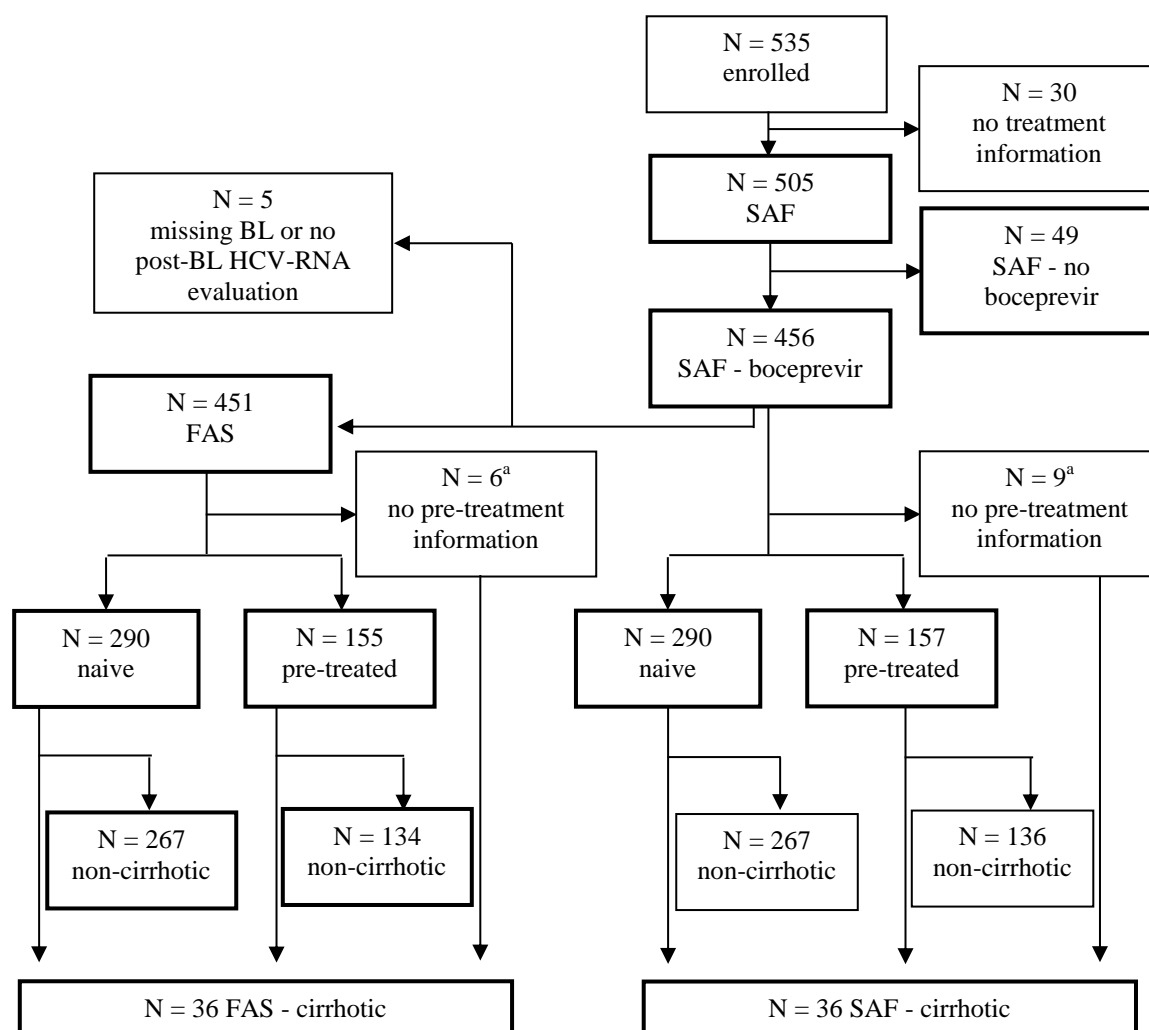 N = 535
enrolled
N = 30
no treatment
information
N = 505
SAF
N = 5
missing BL or no
post-BL HCV-RNA
evaluation
N = 49
SAF - no
boceprevir
N = 456
SAF - boceprevir
N = 451
FAS
N = 6ᵃ
no pre-treatment
information
N = 9ᵃ
no pre-treatment
information
N = 290
naive
N = 155
pre-treated
N = 290
naive
N = 157
pre-treated
N = 267
non-cirrhotic
N = 134
non-cirrhotic
N = 267
non-cirrhotic
N = 136
non-cirrhotic
N = 36 FAS - cirrhotic
N = 36 SAF - cirrhotic